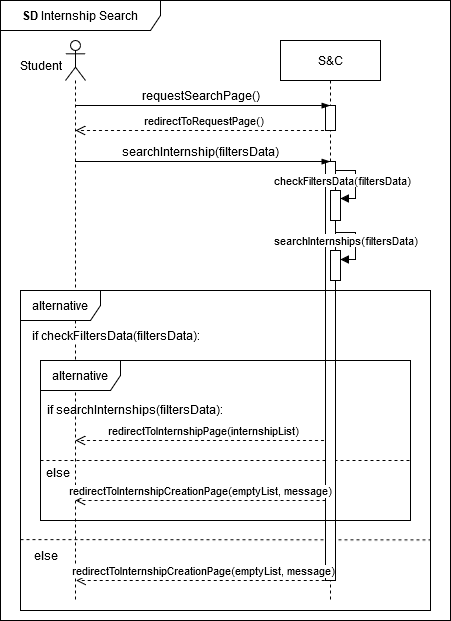 SD Internship Search
Student
S&C
requestSearchPage()
redirectToRequestPage()
searchInternship(filtersData)
checkFiltersData(filtersData)
searchInternships(filtersData)
alternative
if checkFiltersData(filtersData):
alternative
if searchInternships(filtersData):
redirectToInternshipPage(internshipList)
else
redirectToInternshipCreationPage(emptyList, message)
else
redirectToInternshipCreationPage(emptyList, message)